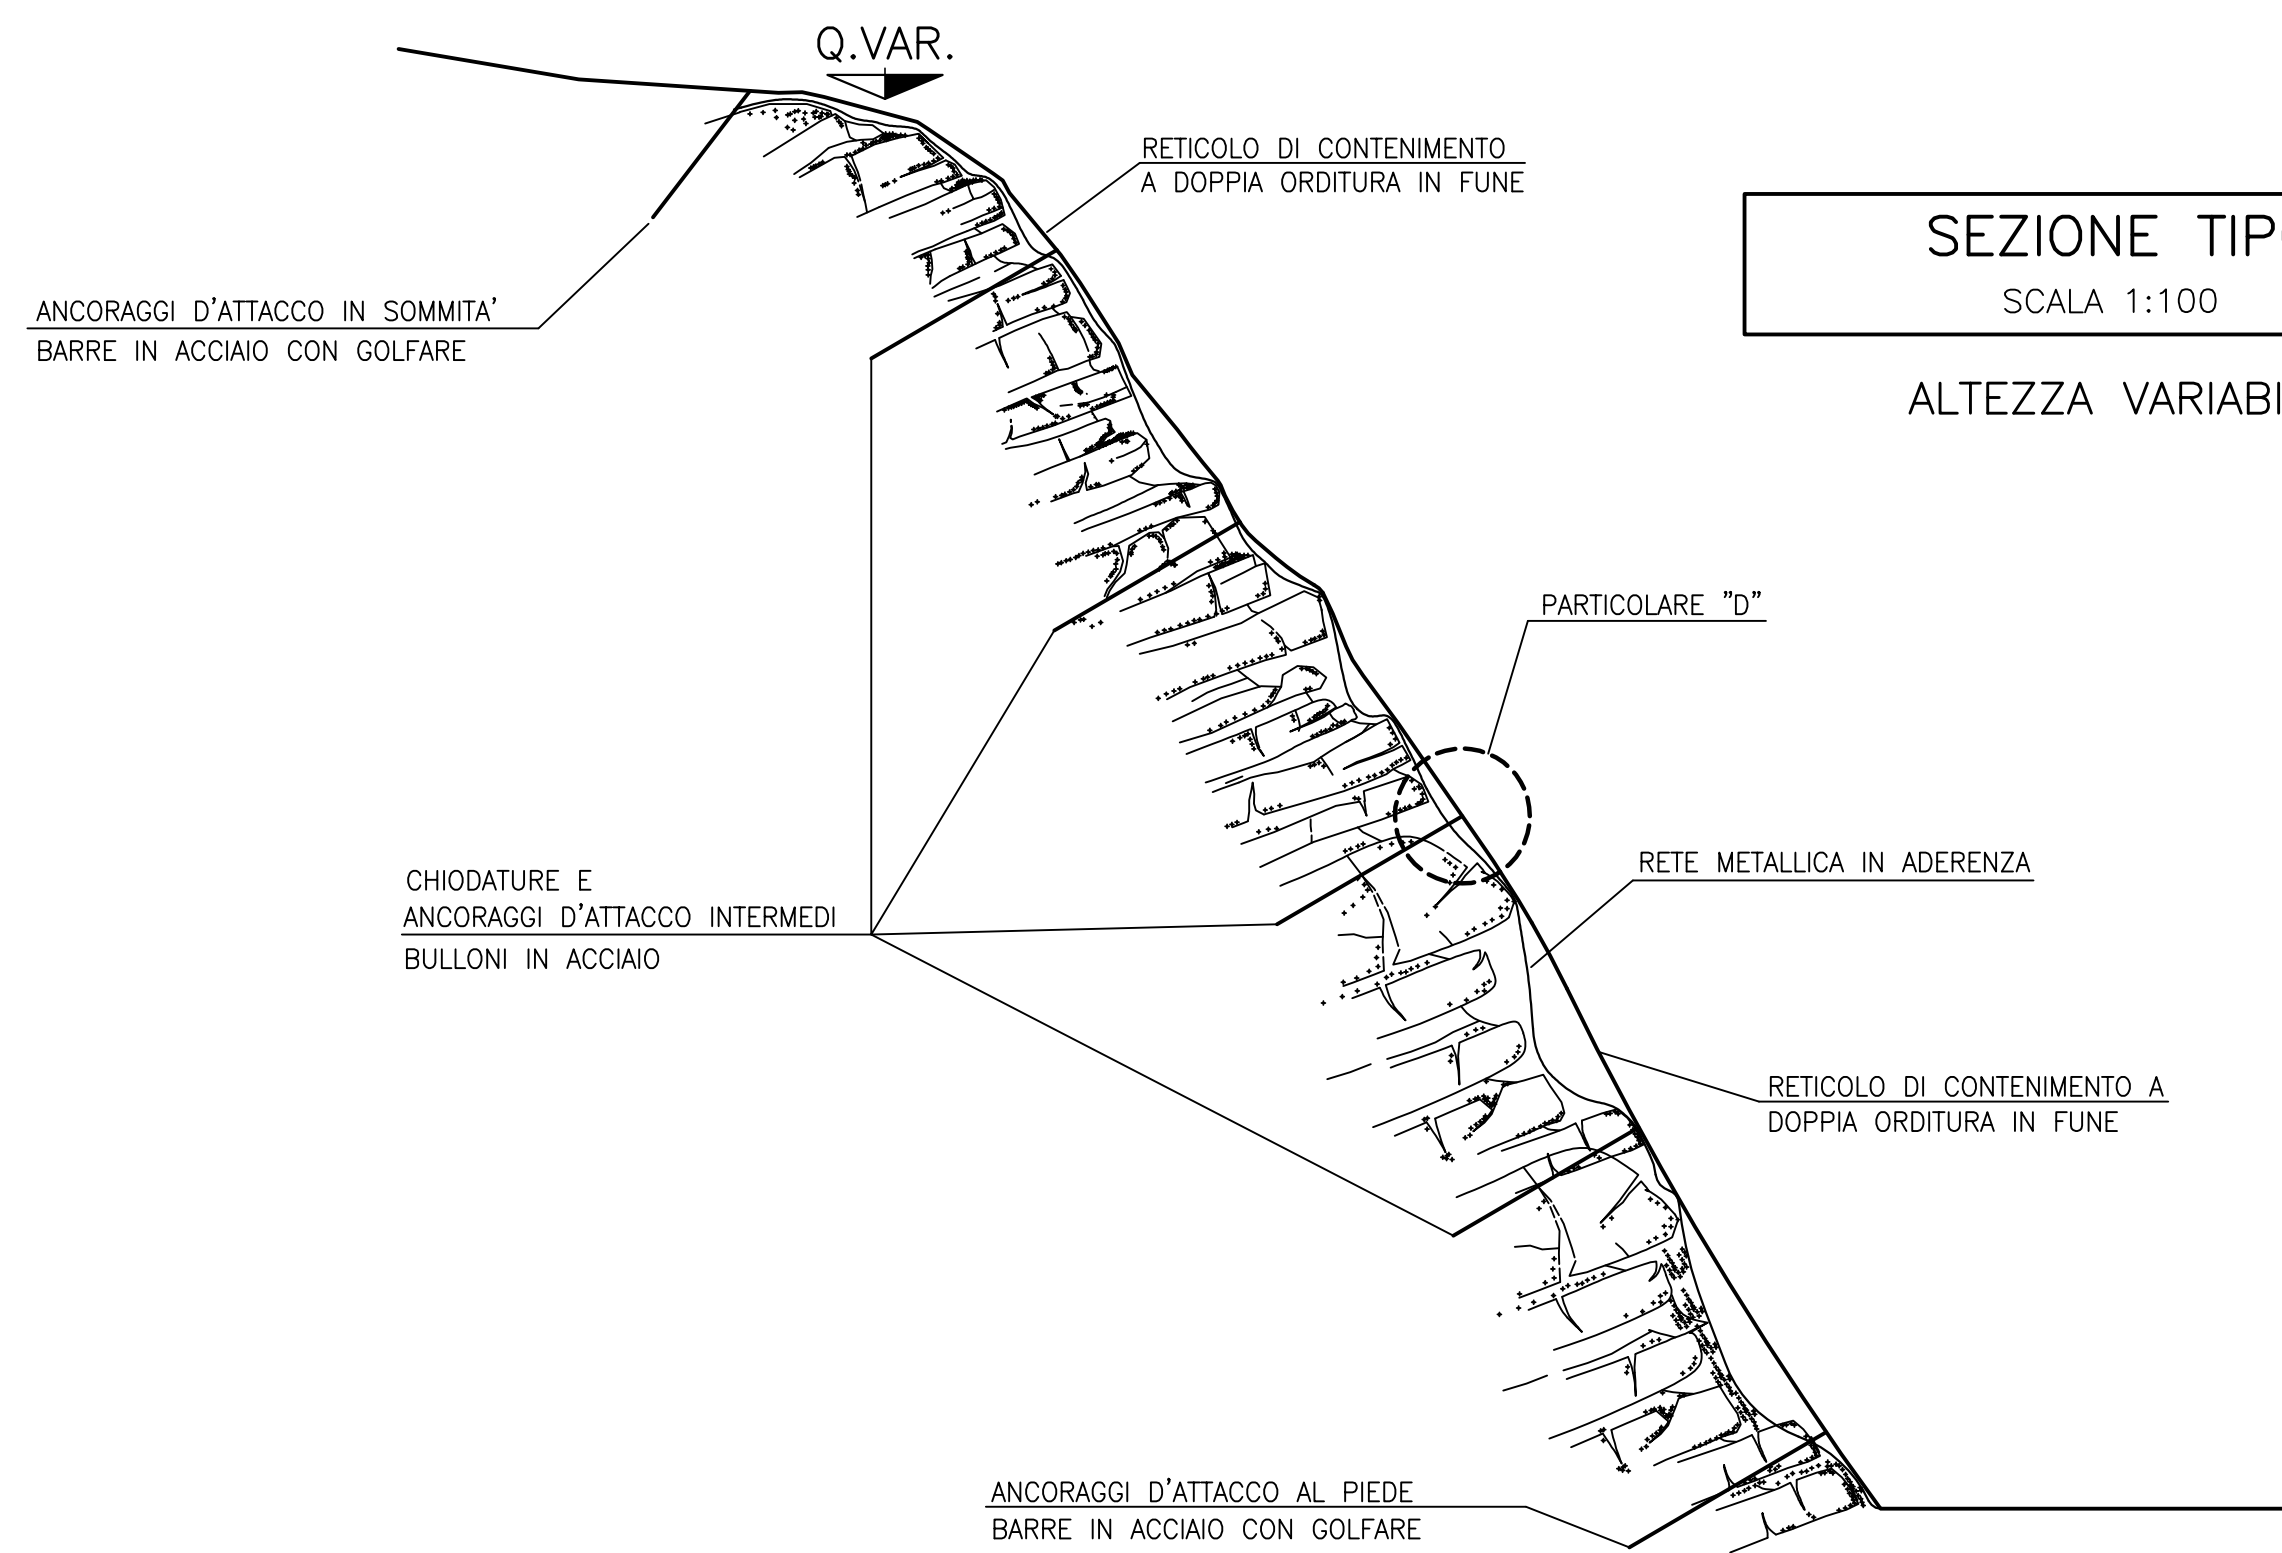 Q.VAR.
RETICOLO DI CONTENIMENTO
A DOPPIA ORDITURA IN FUNE
SEZIONE TIP
SCALA 1:100
ALTEZZA VARIABI
ANCORAGGI D'ATTACCO IN SOMMITA'
BARRE IN ACCIAIO CON GOLFARE
PARTICOLARE "D"
RETE METALLICA IN ADERENZA
CHIODATURE E
ANCORAGGI D'ATTACCO INTERMEDI
BULLONI IN ACCIAIO
RETICOLO DI CONTENIMENTO A
DOPPIA ORDITURA IN FUNE
ANCORAGGI D'ATTACCO AL PIEDE
BARRE IN ACCIAIO CON GOLFARE